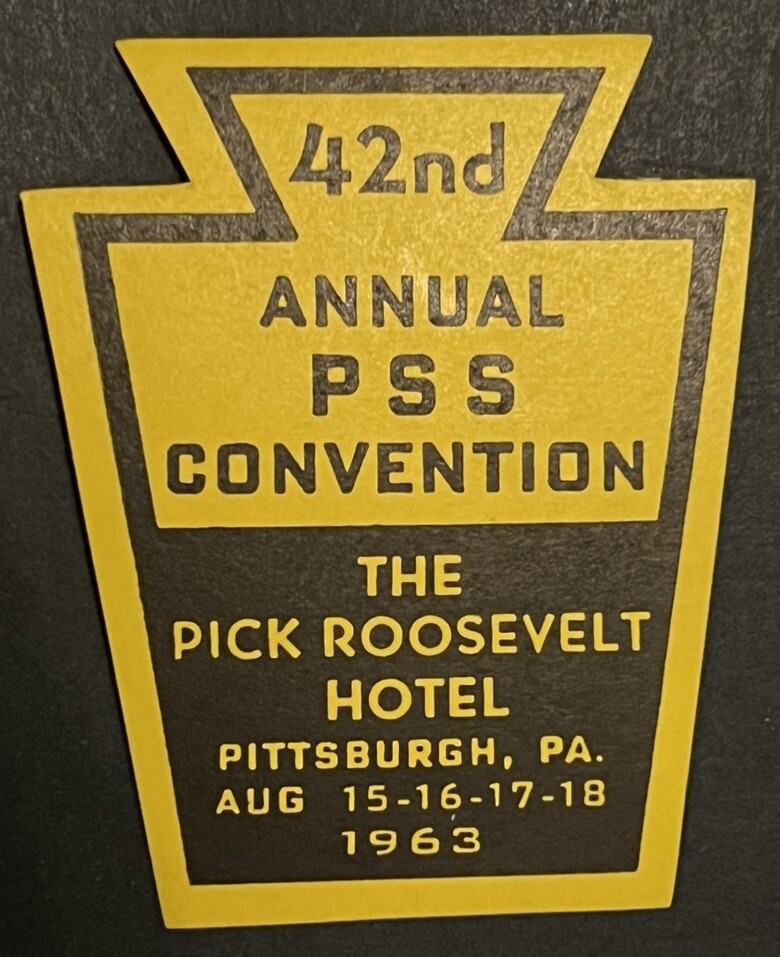 42nd
ANNUAL
PSS
CONVENTION
THE
PICK ROOSEVELT
HOTEL
PITTSBURGH, PA.
AUG 15-16-17-18
1963